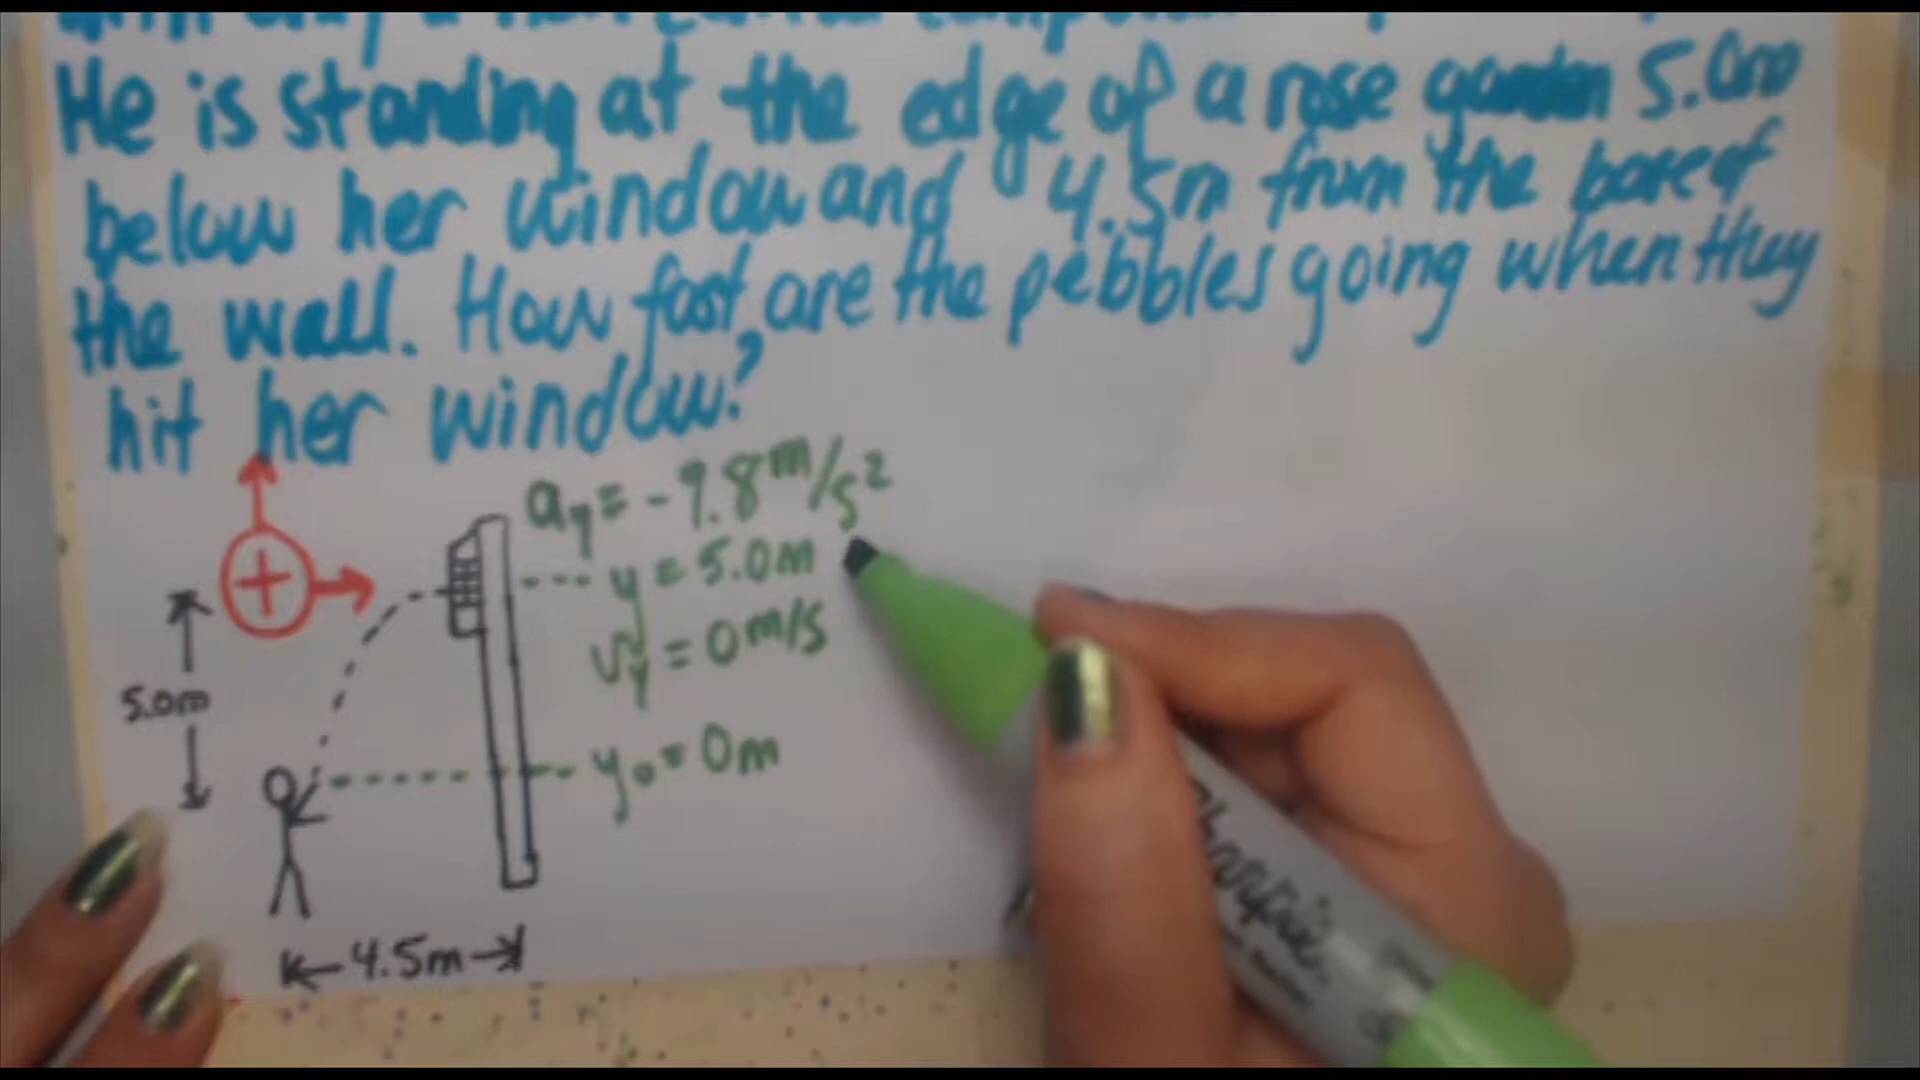 He is standing at the edge of a rose garden 5.0m
below her window and 4.5m from the base of
the wall. How fast are the pebbles going when they
hit her window?
ay = -9.8 m/s²
y = 5.0m
vy = 0 m/s
+
5.0m
y₀ = 0m
4.5m
Sharpie.